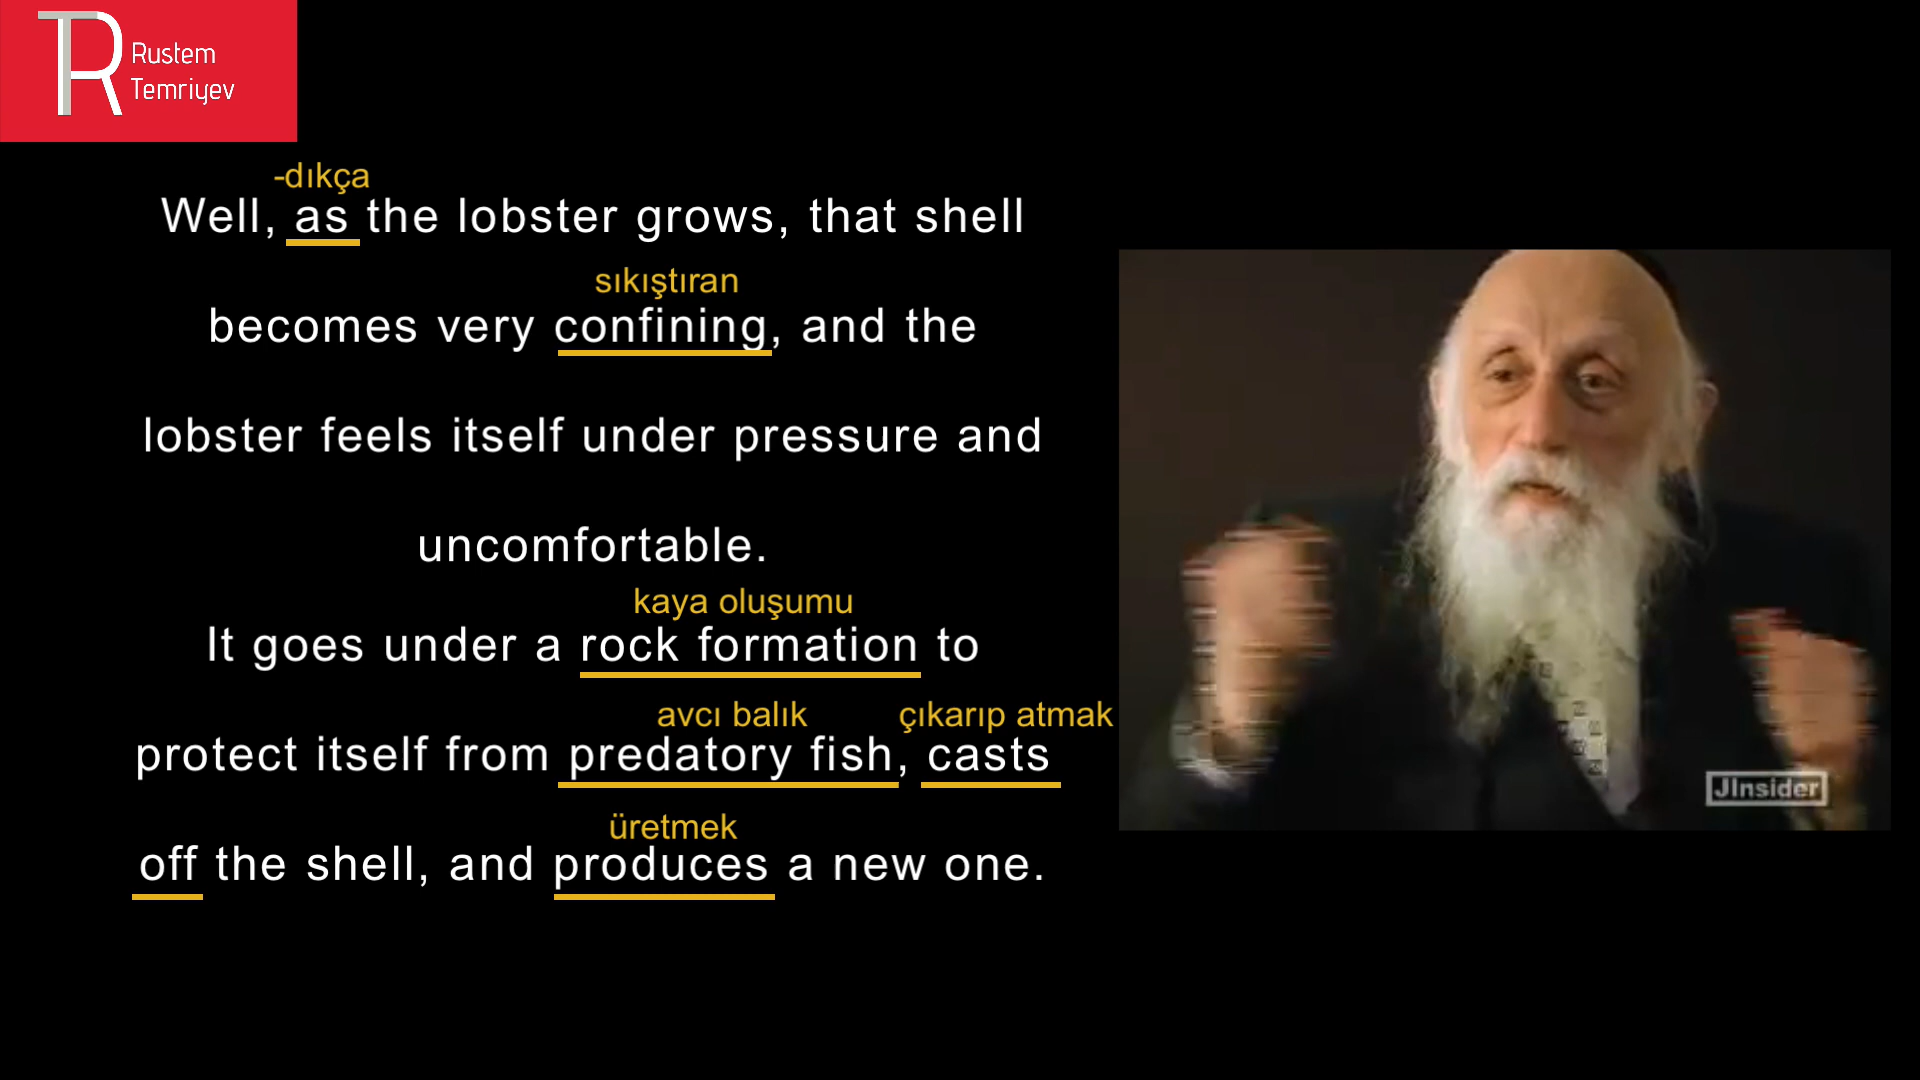 Rustem
Temriyev
-dıkça
Well, as the lobster grows, that shell
sıkıştıran
becomes very confining, and the
lobster feels itself under pressure and
uncomfortable.
kaya oluşumu
It goes under a rock formation to
avcı balık çıkarıp atmak
protect itself from predatory fish, casts
üretmek
off the shell, and produces a new one.
JInsider